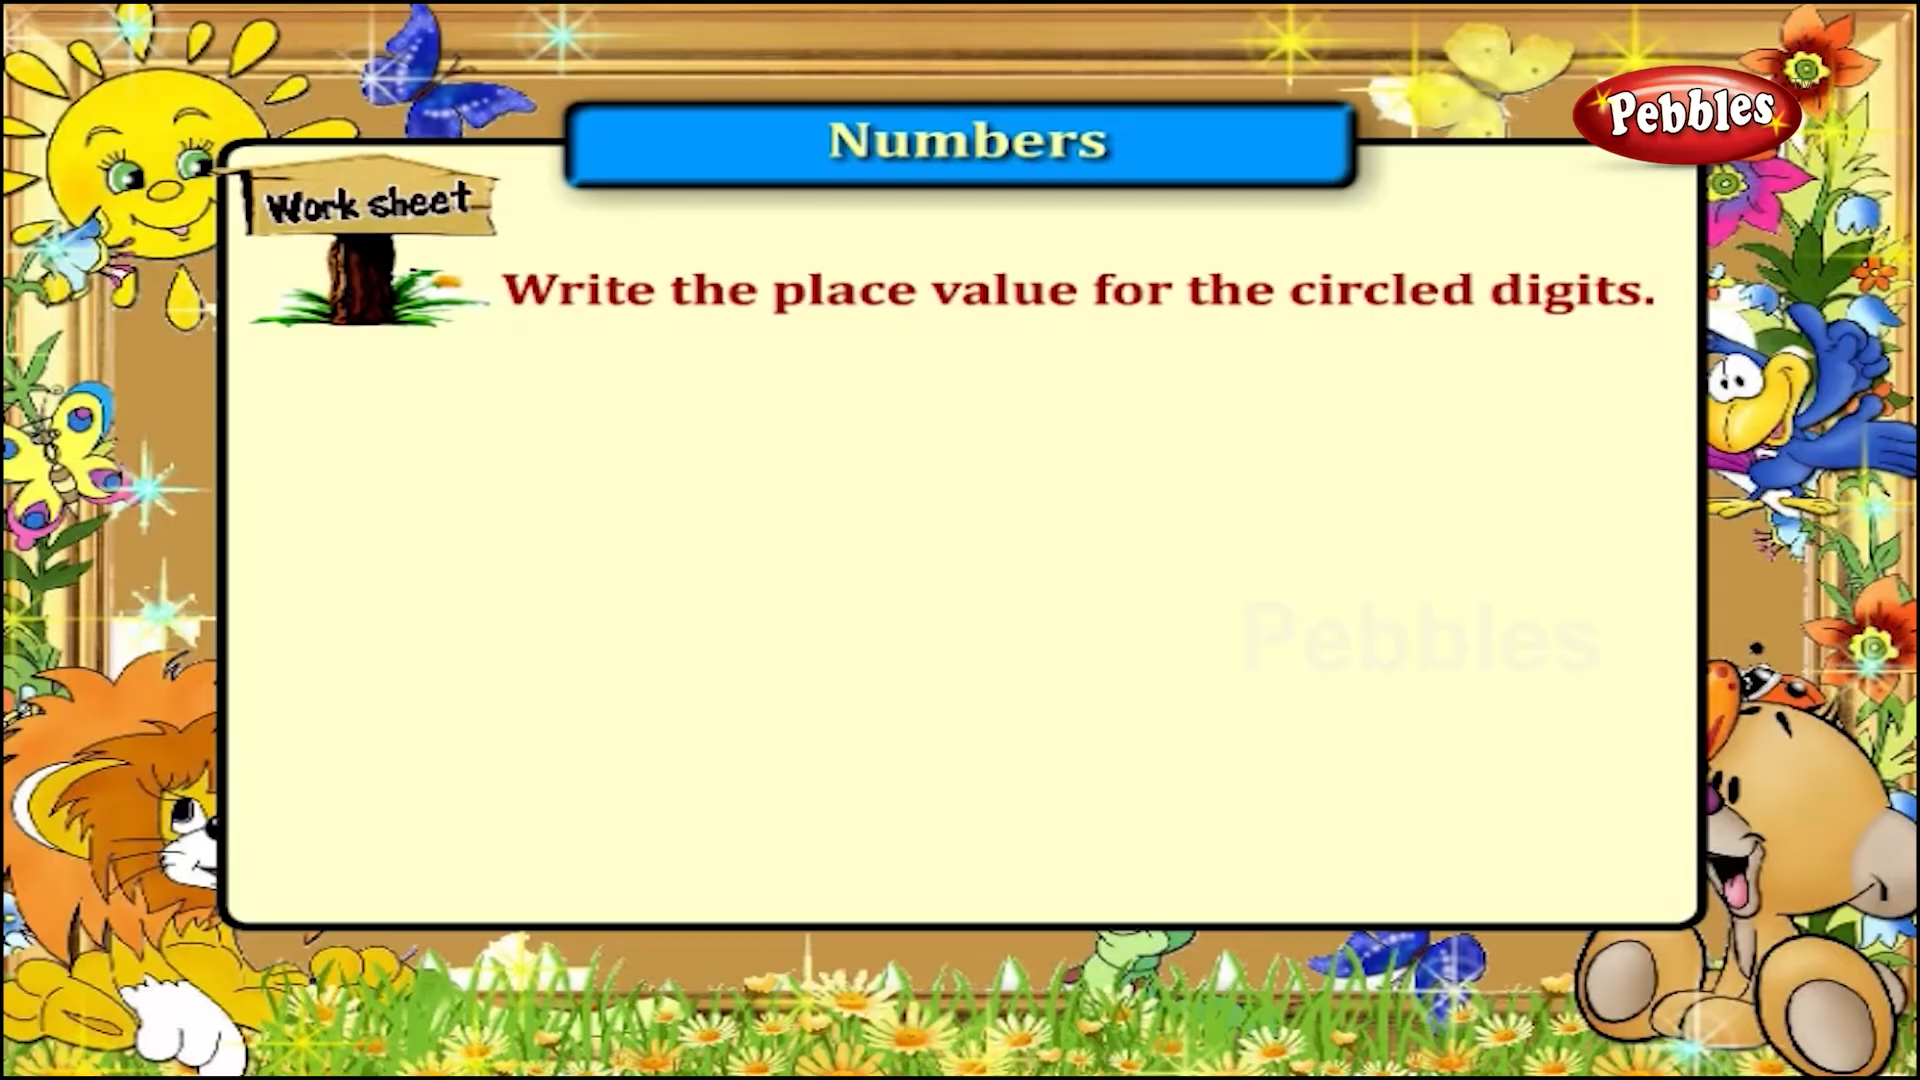 Numbers
Pebbles
Work sheet
Write the place value for the circled digits.
Pebbles